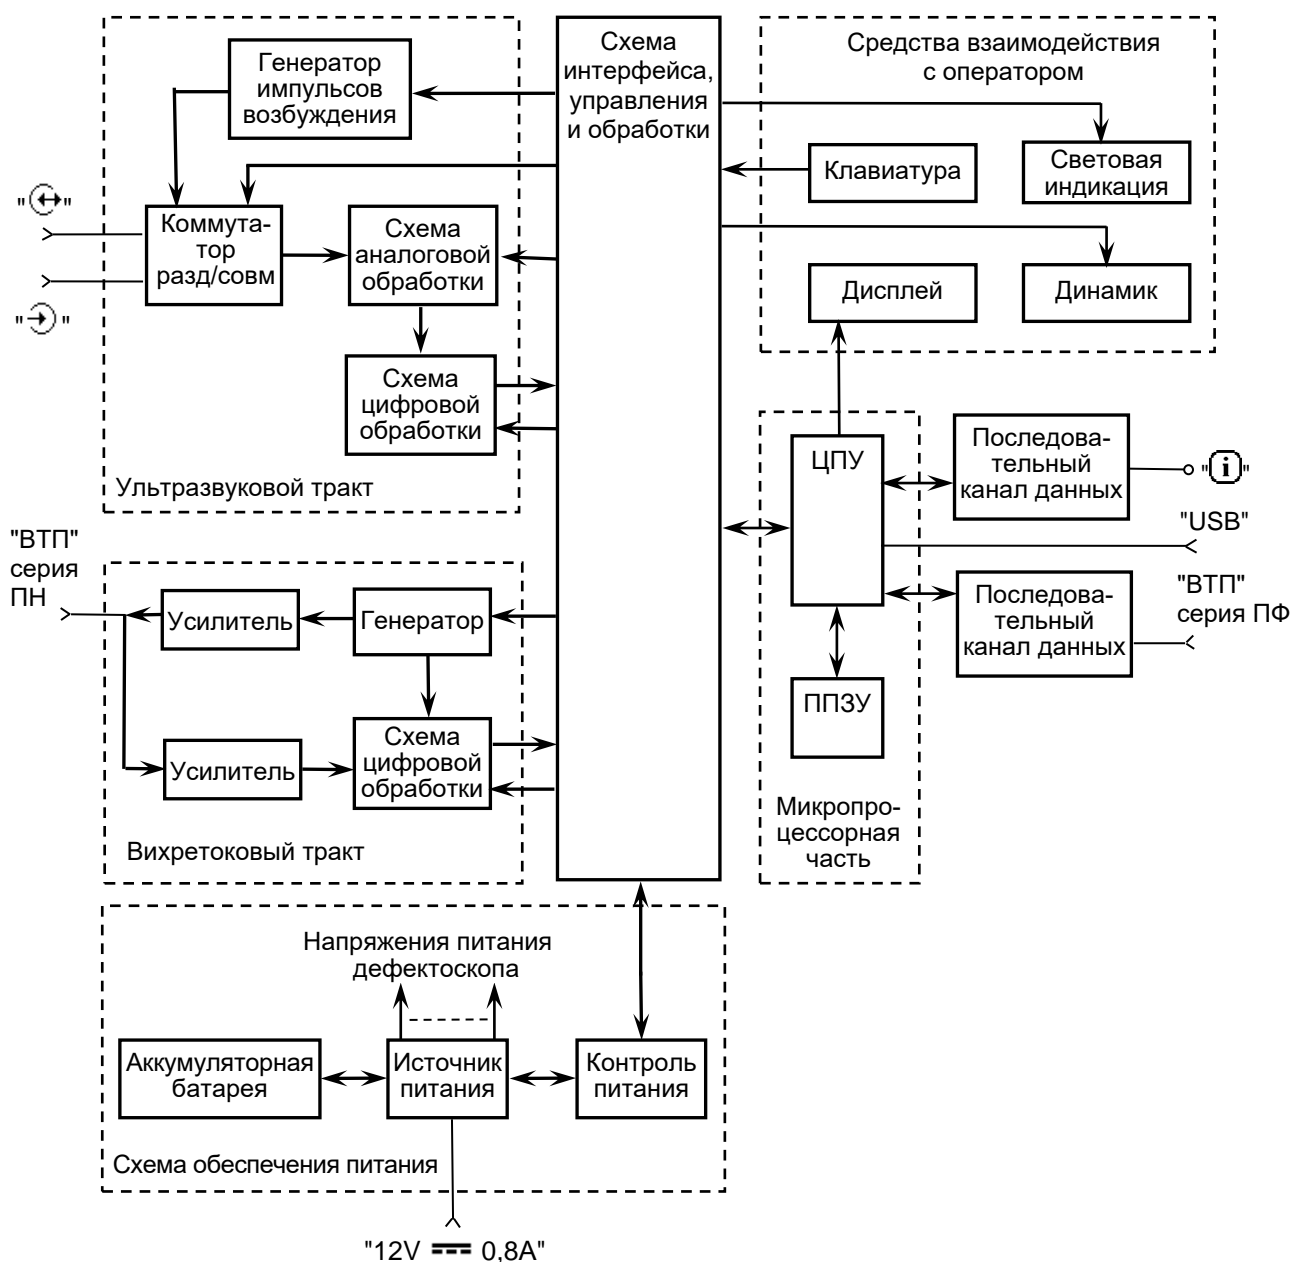 Генератор
импульсов
возбуждения
Схема
интерфейса,
управления
и обработки
Средства взаимодействия
с оператором
Клавиатура
Световая
индикация
Дисплей
Динамик
" "
Коммута-
тор
разд/совм
" "
Схема
аналоговой
обработки
Схема
цифровой
обработки
Ультразвуковой тракт
"ВТП"
серия
ПН
Усилитель
Генератор
Усилитель
Схема
цифровой
обработки
Вихретоковый тракт
ЦПУ
ППЗУ
Микропро-
цессорная
часть
Последова-
тельный
канал данных
"i"
"USB"
Последова-
тельный
канал данных
"ВТП"
серия ПФ
Напряжения питания
дефектоскопа
Аккумуляторная
батарея
Источник
питания
Контроль
питания
Схема обеспечения питания
"12V 0,8A"